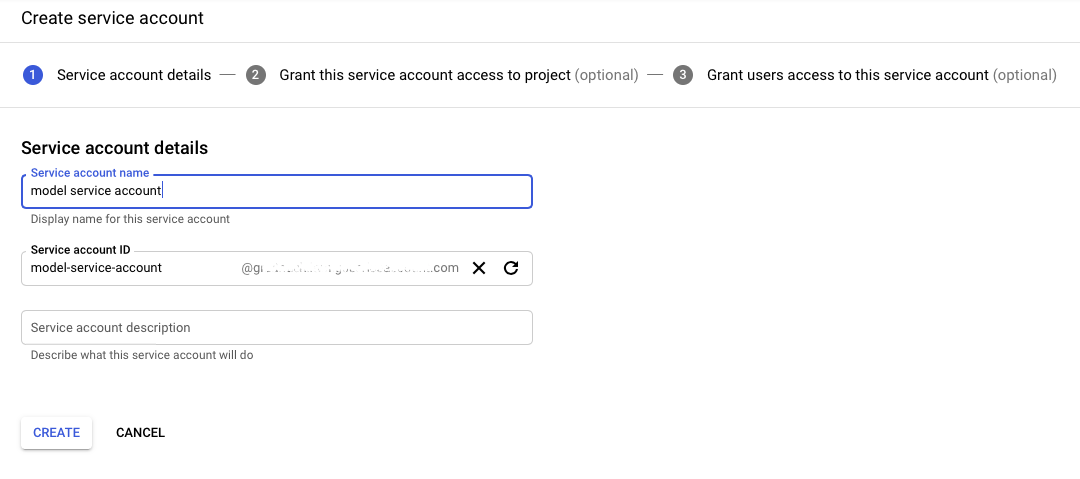 Create service account
1 Service account details — 2 Grant this service account access to project (optional) — 3 Grant users access to this service account (optional)
Service account details
Service account name
model service account
Display name for this service account
Service account ID
model-service-account
Service account description
Describe what this service account will do
CREATE CANCEL